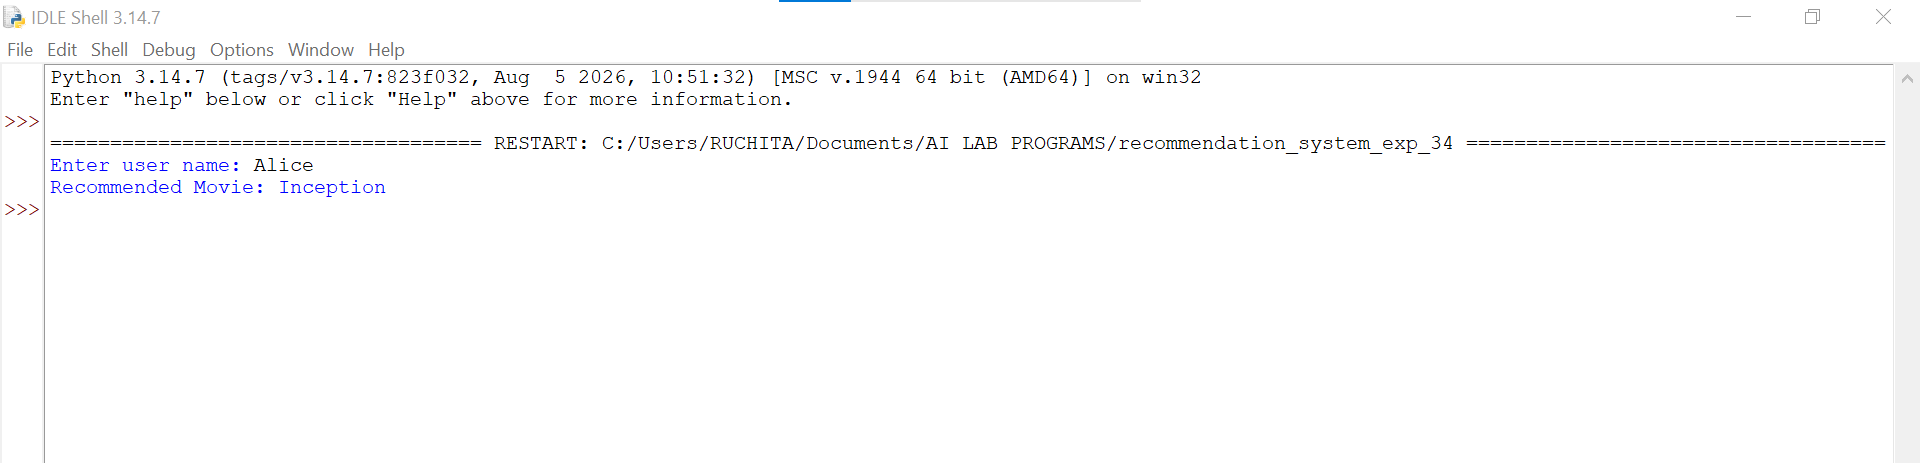 IDLE Shell 3.14.7
File Edit Shell Debug Options Window Help
Python 3.14.7 (tags/v3.14.7:823f032, Aug  5 2026, 10:51:32) [MSC v.1944 64 bit (AMD64)] on win32
Enter "help" below or click "Help" above for more information.
>>>
==================================== RESTART: C:/Users/RUCHITA/Documents/AI LAB PROGRAMS/recommendation_system_exp_34 ===================================
Enter user name: Alice
Recommended Movie: Inception
>>>